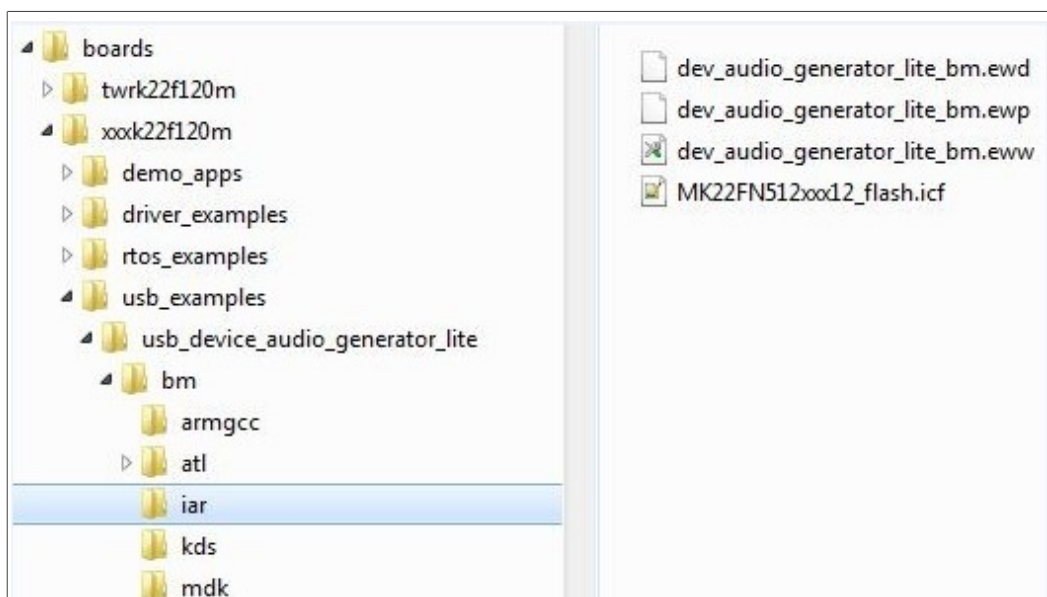 boards
twrk22f120m
xxxk22f120m
demo_apps
driver_examples
rtos_examples
usb_examples
usb_device_audio_generator_lite
bm
armgcc
atl
iar
kds
mdk
dev_audio_generator_lite_bm.ewd
dev_audio_generator_lite_bm.ewp
dev_audio_generator_lite_bm.eww
MK22FN512xxx12_flash.icf